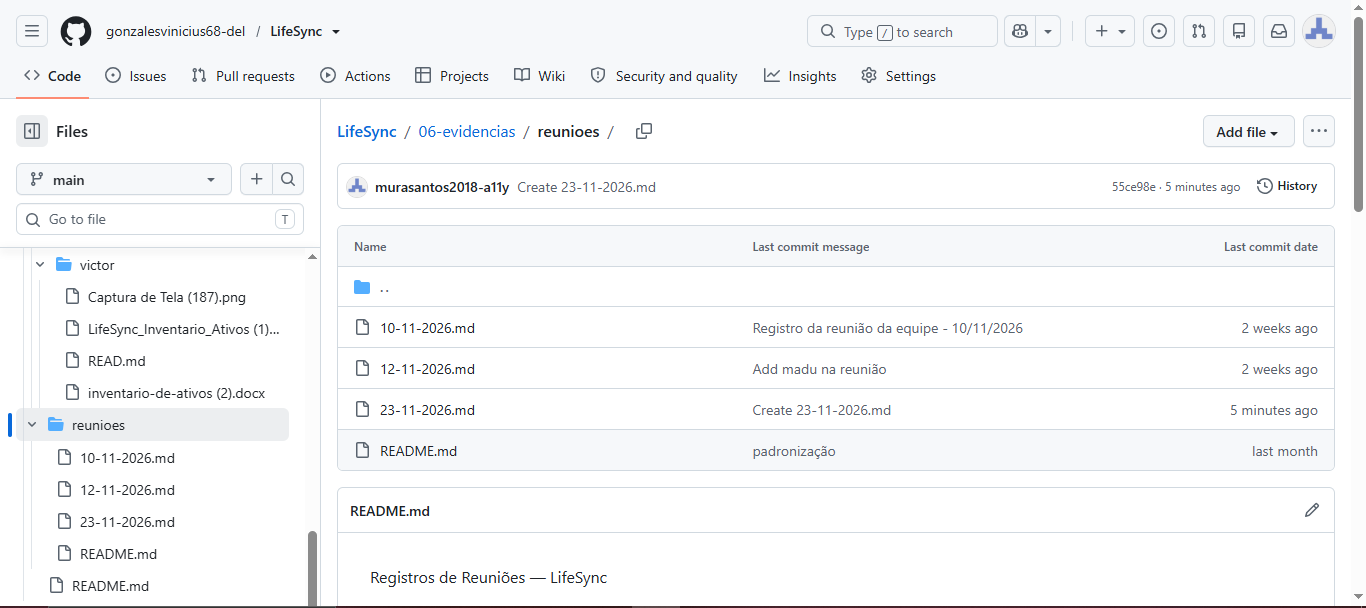 gonzalesvinicius68-del / LifeSync
Type / to search
Code Issues Pull requests Actions Projects Wiki Security and quality Insights Settings
Files
main
Go to file T
victor
Captura de Tela (187).png
LifeSync_Inventario_Ativos (1)...
READ.md
inventario-de-ativos (2).docx
reunioes
10-11-2026.md
12-11-2026.md
23-11-2026.md
README.md
README.md
LifeSync / 06-evidencias / reunioes /
Add file
murasantos2018-a11y Create 23-11-2026.md 55ce98e · 5 minutes ago History
Name Last commit message Last commit date
..
10-11-2026.md Registro da reunião da equipe - 10/11/2026 2 weeks ago
12-11-2026.md Add madu na reunião 2 weeks ago
23-11-2026.md Create 23-11-2026.md 5 minutes ago
README.md padronização last month
README.md
Registros de Reuniões — LifeSync